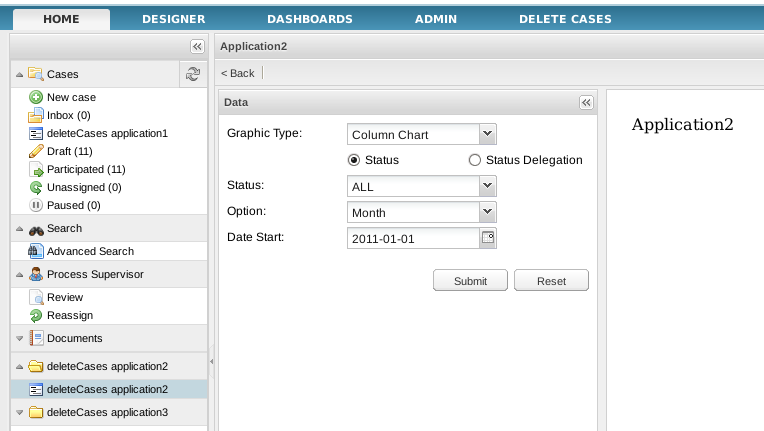 HOME DESIGNER DASHBOARDS ADMIN DELETE CASES
Cases
New case
Inbox (0)
deleteCases application1
Draft (11)
Participated (11)
Unassigned (0)
Paused (0)
Search
Advanced Search
Process Supervisor
Review
Reassign
Documents
deleteCases application2
deleteCases application2
deleteCases application3
Application2
< Back
Data
Graphic Type: Column Chart
Status Status Delegation
Status: ALL
Option: Month
Date Start: 2011-01-01
Submit Reset
Application2